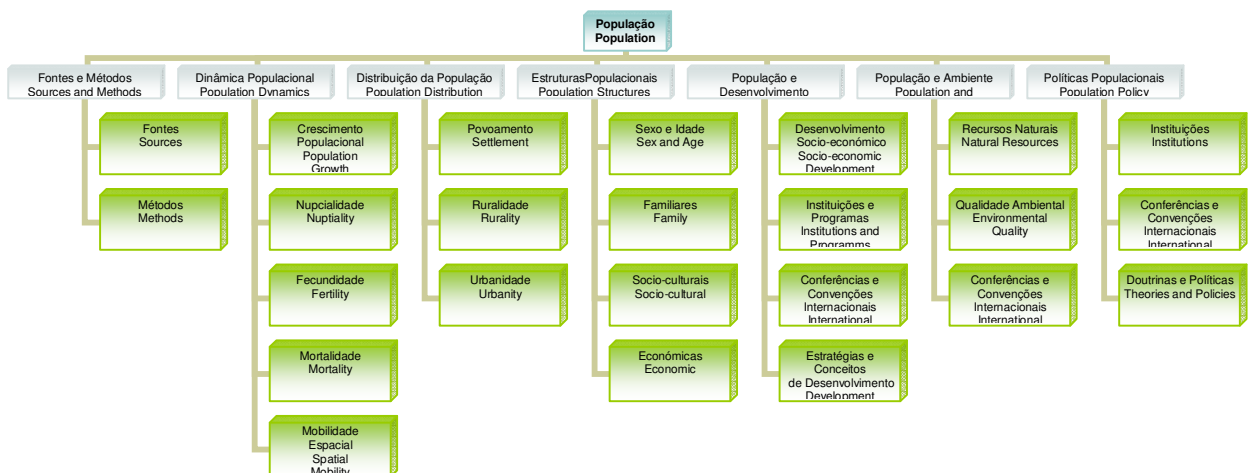 População
Population
Fontes e Métodos
Sources and Methods
Dinâmica Populacional
Population Dynamics
Distribuição da População
Population Distribution
EstruturasPopulacionais
Population Structures
População e
Desenvolvimento
População e Ambiente
Population and
Políticas Populacionais
Population Policy
Fontes
Sources
Métodos
Methods
Crescimento
Populacional
Population
Growth
Nupcialidade
Nuptiality
Fecundidade
Fertility
Mortalidade
Mortality
Mobilidade
Espacial
Spatial
Mobility
Povoamento
Settlement
Ruralidade
Rurality
Urbanidade
Urbanity
Sexo e Idade
Sex and Age
Familiares
Family
Socio-culturais
Socio-cultural
Económicas
Economic
Desenvolvimento
Socio-económico
Socio-economic
Development
Instituições e
Programas
Institutions and
Programms
Conferências e
Convenções
Internacionais
International
Estratégias e
Conceitos
de Desenvolvimento
Development
Recursos Naturais
Natural Resources
Qualidade Ambiental
Environmental
Quality
Conferências e
Convenções
Internacionais
International
Instituições
Institutions
Conferências e
Convenções
Internacionais
International
Doutrinas e Políticas
Theories and Policies